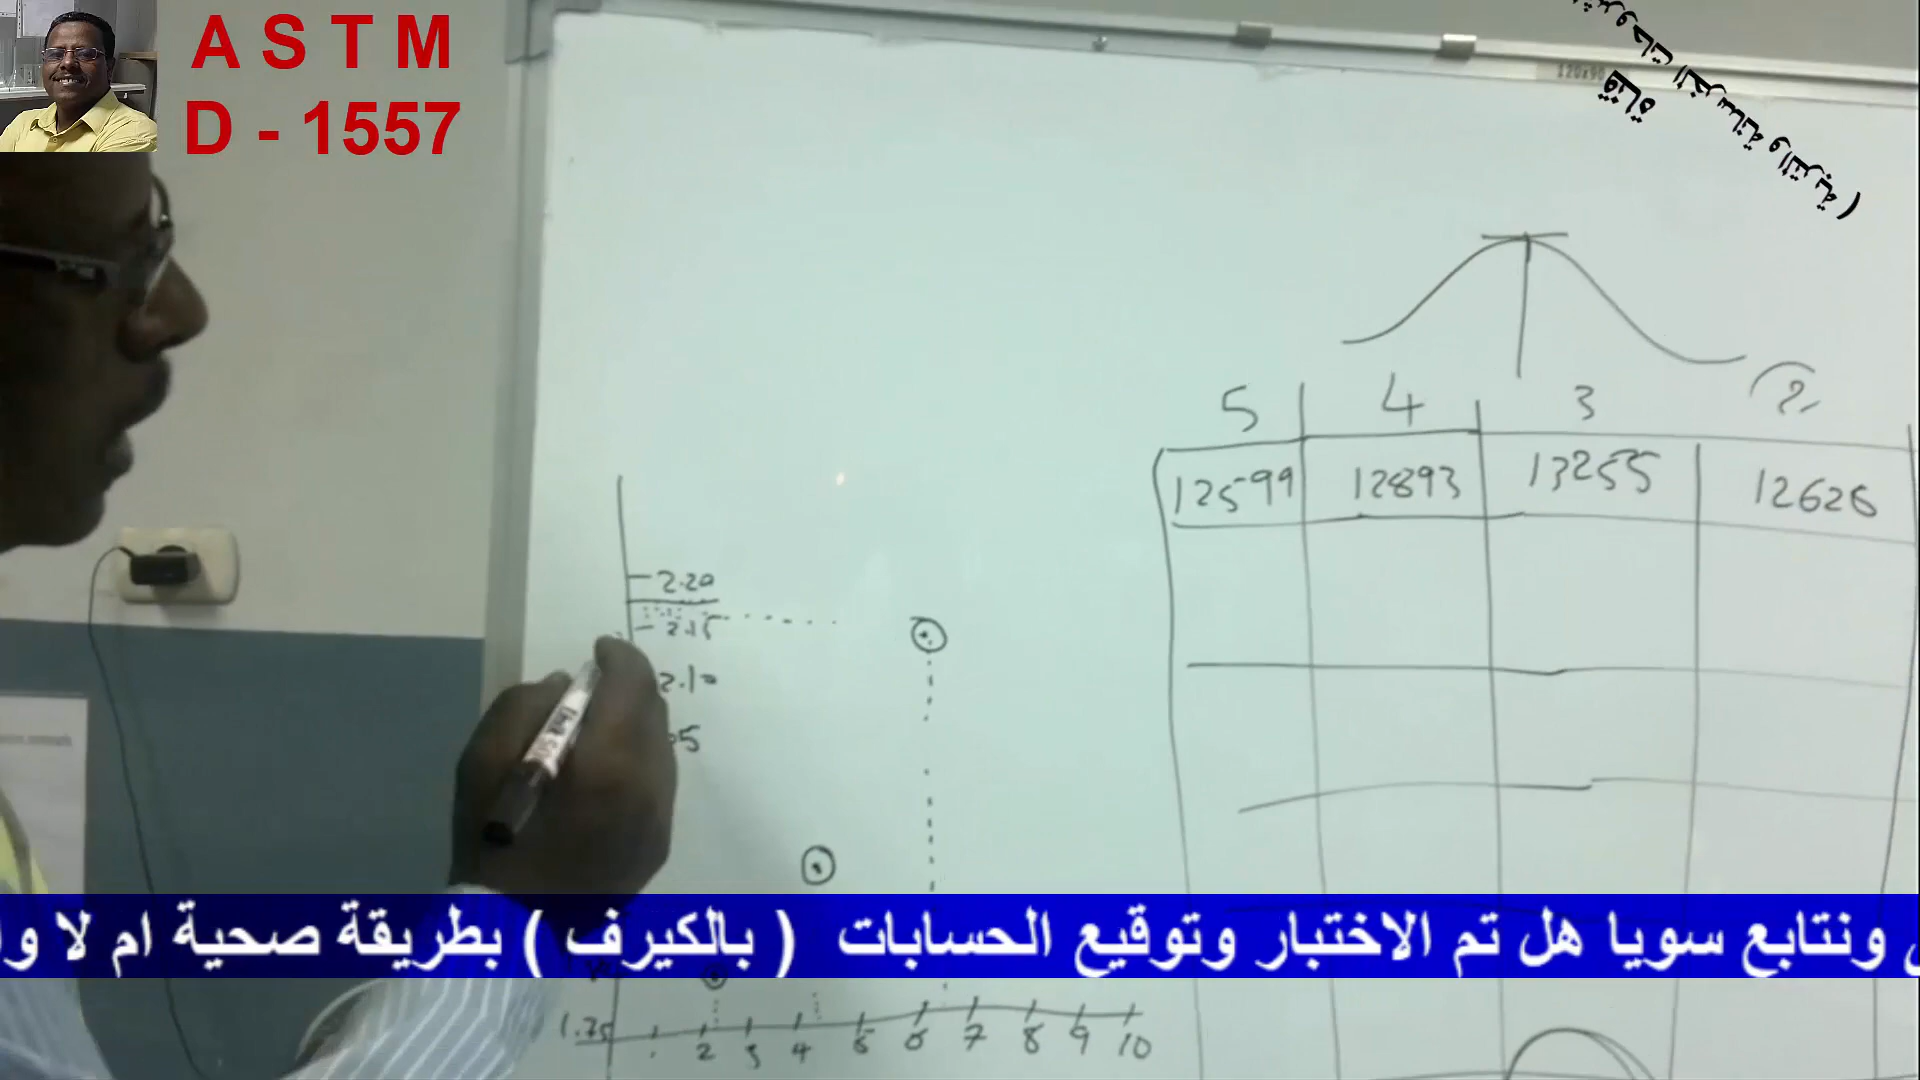 A S T M
D - 1557
120x90
5 4 3 2
12599 12893 13255 12626
2.20
2.15
2.10
ونتابع سويا هل تم الاختبار وتوقيع الحسابات ( بالكيرف ) بطريقة صحية ام لا
1.75 2 3 4 5 6 7 8 9 10